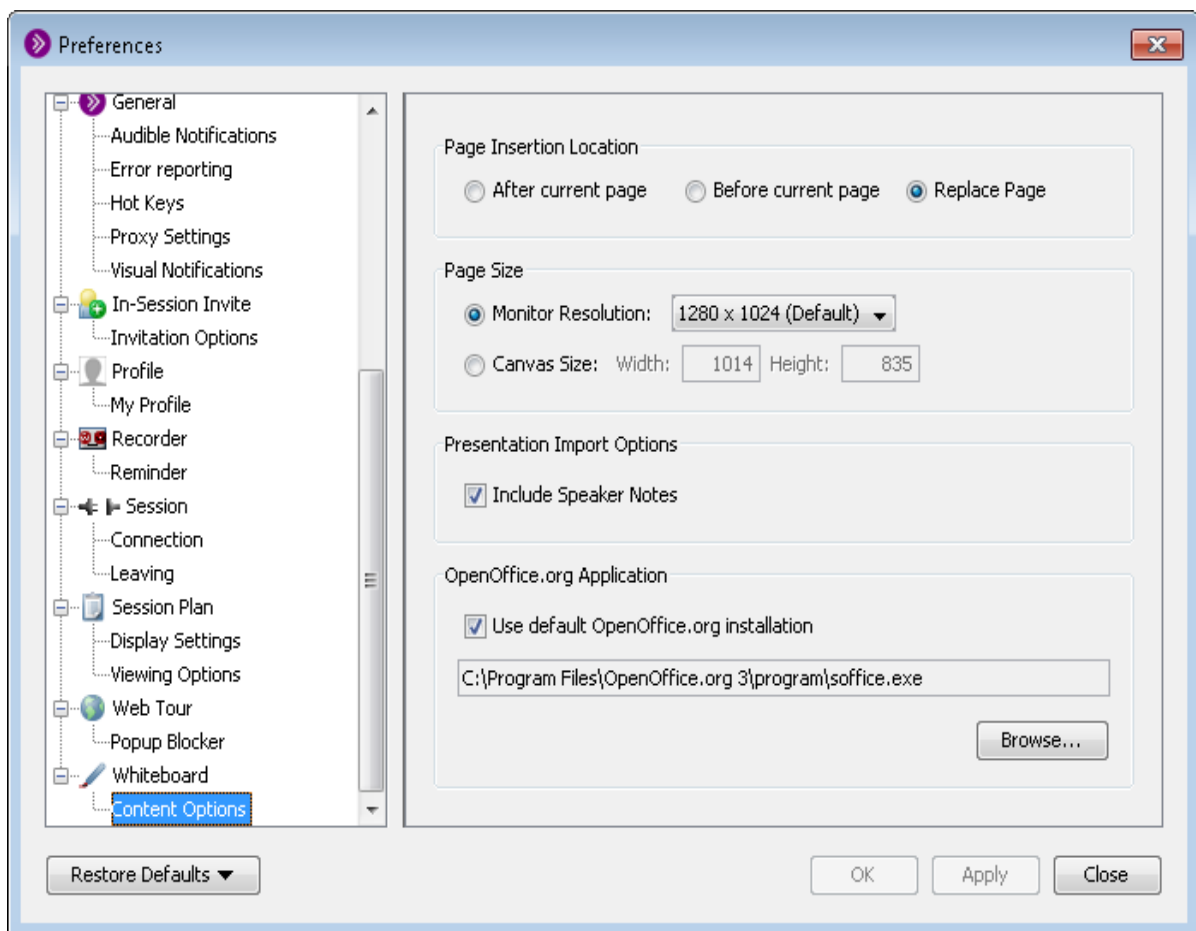 Preferences
General
Audible Notifications
Error reporting
Hot Keys
Proxy Settings
Visual Notifications
In-Session Invite
Invitation Options
Profile
My Profile
Recorder
Reminder
Session
Connection
Leaving
Session Plan
Display Settings
Viewing Options
Web Tour
Popup Blocker
Whiteboard
Content Options
Page Insertion Location
After current page Before current page Replace Page
Page Size
Monitor Resolution: 1280 x 1024 (Default)
Canvas Size: Width: 1014 Height: 835
Presentation Import Options
Include Speaker Notes
OpenOffice.org Application
Use default OpenOffice.org installation
C:\Program Files\OpenOffice.org 3\program\soffice.exe
Browse...
Restore Defaults OK Apply Close